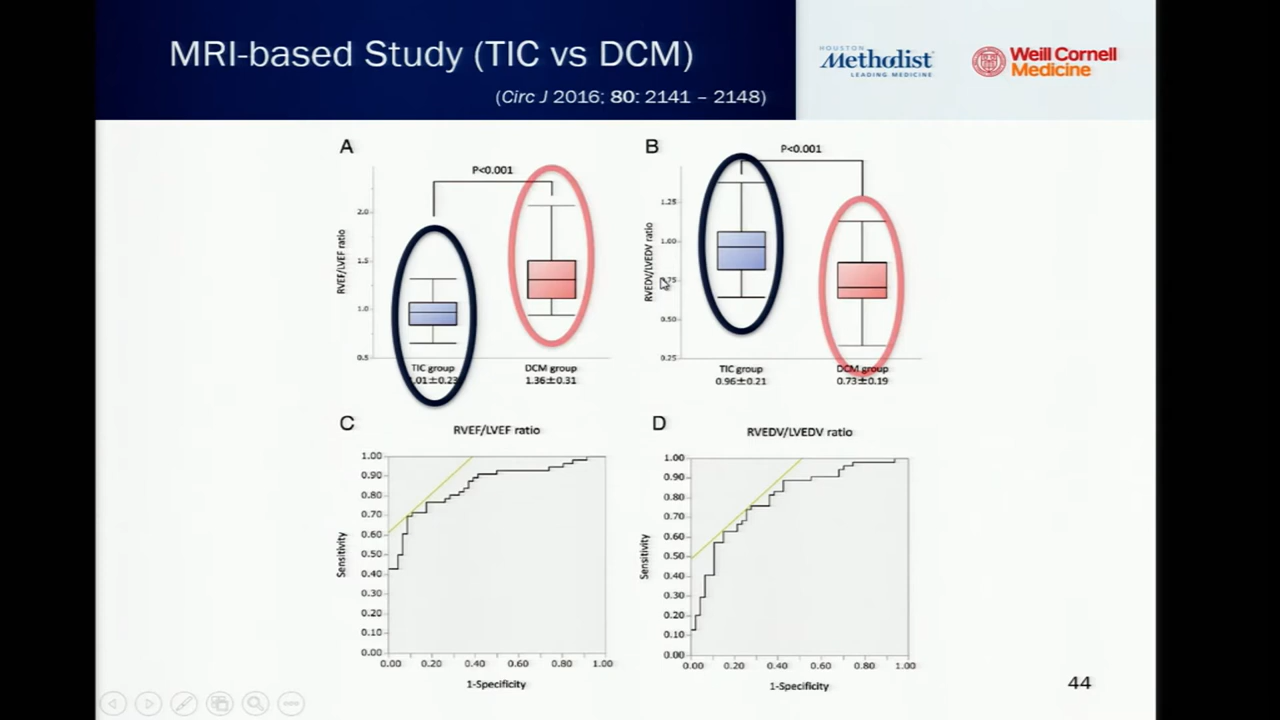 MRI-based Study (TIC vs DCM)
(Circ J 2016; 80: 2141 – 2148)
HOUSTON
Methodist
LEADING MEDICINE
Weill Cornell
Medicine
A
P<0.001
RVEF/LVEF ratio
2.0
1.5
1.0
0.5
TIC group
1.01±0.23
DCM group
1.36±0.31
B
P<0.001
RVEDV/LVEDV ratio
1.25
1.00
0.75
0.50
0.25
TIC group
0.96±0.21
DCM group
0.73±0.19
C
RVEF/LVEF ratio
Sensitivity
1.00
0.90
0.80
0.70
0.60
0.50
0.40
0.30
0.20
0.10
0.00
0.00 0.20 0.40 0.60 0.80 1.00
1-Specificity
D
RVEDV/LVEDV ratio
Sensitivity
1.00
0.90
0.80
0.70
0.60
0.50
0.40
0.30
0.20
0.10
0.00
0.00 0.20 0.40 0.60 0.80 1.00
1-Specificity
44